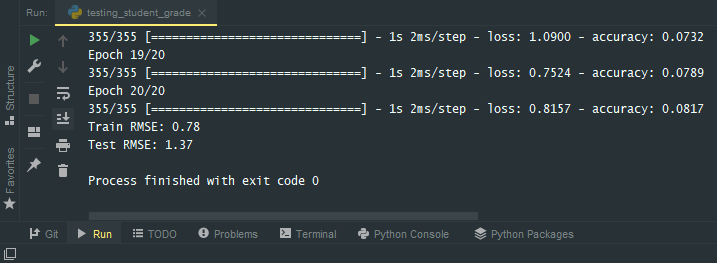 Run: testing_student_grade
355/355 [==============================] - 1s 2ms/step - loss: 1.0900 - accuracy: 0.0732
Epoch 19/20
355/355 [==============================] - 1s 2ms/step - loss: 0.7524 - accuracy: 0.0789
Epoch 20/20
355/355 [==============================] - 1s 2ms/step - loss: 0.8157 - accuracy: 0.0817
Train RMSE: 0.78
Test RMSE: 1.37
Process finished with exit code 0
Structure
Favorites
Git Run TODO Problems Terminal Python Console Python Packages